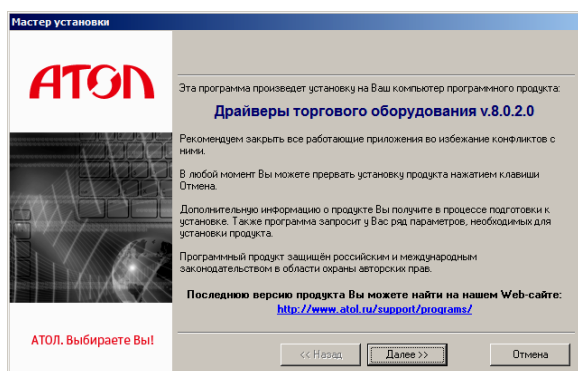 Мастер установки
АТОЛ
Эта программа произведет установку на Ваш компьютер программного продукта:
Драйверы торгового оборудования v.8.0.2.0
Рекомендуем закрыть все работающие приложения во избежание конфликтов с
ними.
В любой момент Вы можете прервать установку продукта нажатием клавиши
Отмена.
Дополнительную информацию о продукте Вы получите в процессе подготовки к
установке. Также программа запросит у Вас ряд параметров, необходимых для
установки продукта.
Программный продукт защищён российским и международным
законодательством в области охраны авторских прав.
Последнюю версию продукта Вы можете найти на нашем Web-сайте:
http://www.atol.ru/support/programs/
АТОЛ. Выбираете Вы!
<< Назад
Далее >>
Отмена